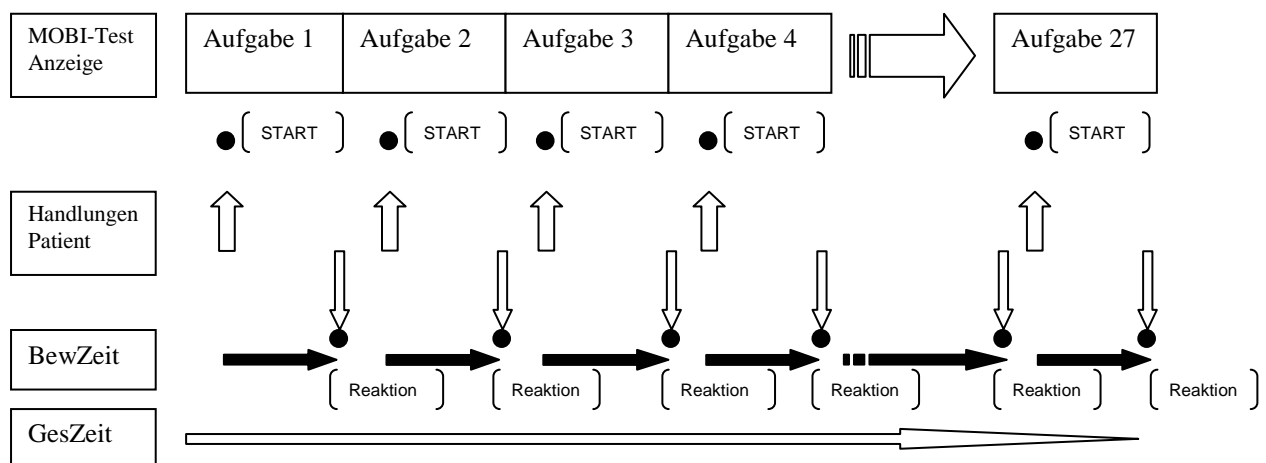 MOBI-Test
Anzeige
Aufgabe 1
Aufgabe 2
Aufgabe 3
Aufgabe 4
Aufgabe 27
START
START
START
START
START
Handlungen
Patient
BewZeit
Reaktion
Reaktion
Reaktion
Reaktion
Reaktion
Reaktion
GesZeit